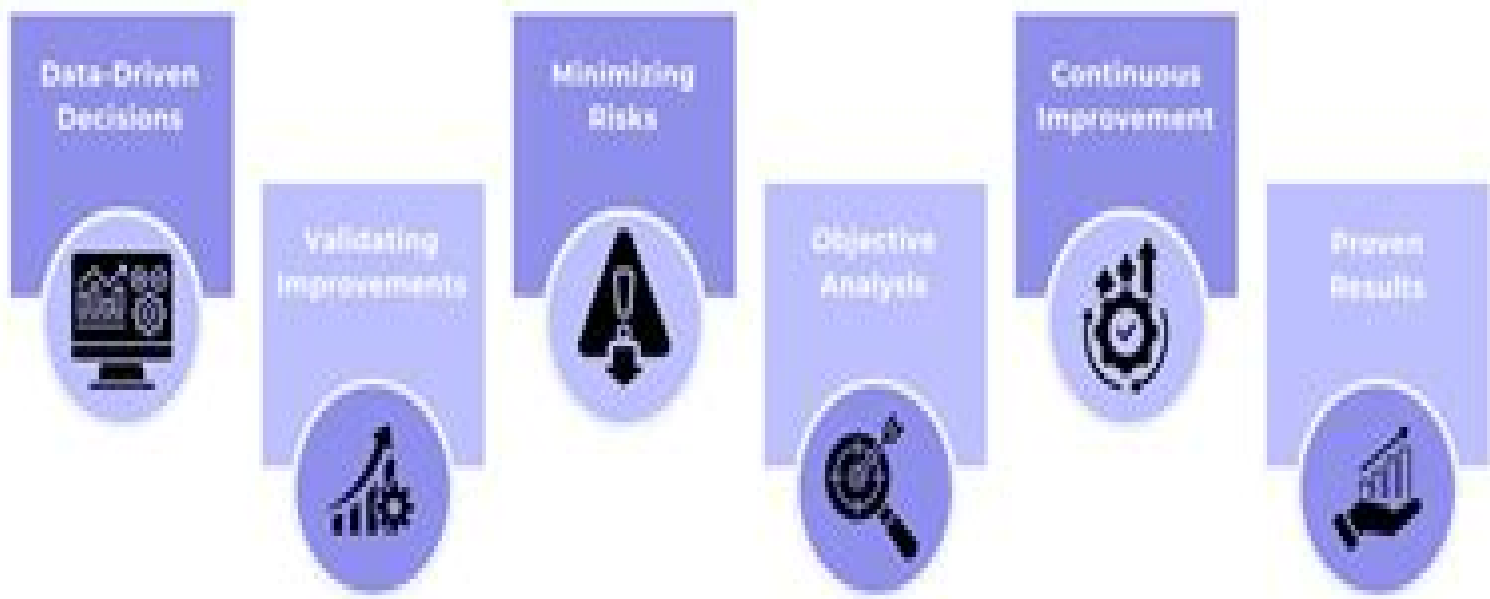 Data-Driven
Decisions
Validating
Improvements
Minimizing
Risks
Objective
Analysis
Continuous
Improvement
Proven
Results